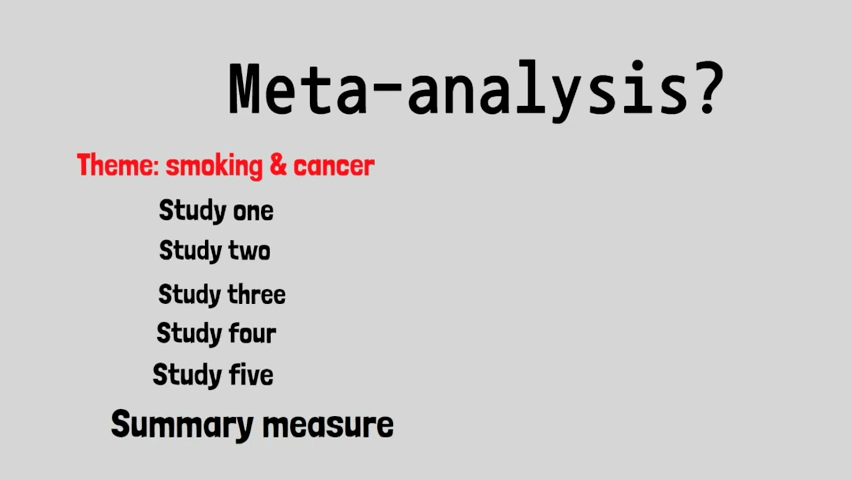 Meta-analysis?
Theme: smoking & cancer
Study one
Study two
Study three
Study four
Study five
Summary measure